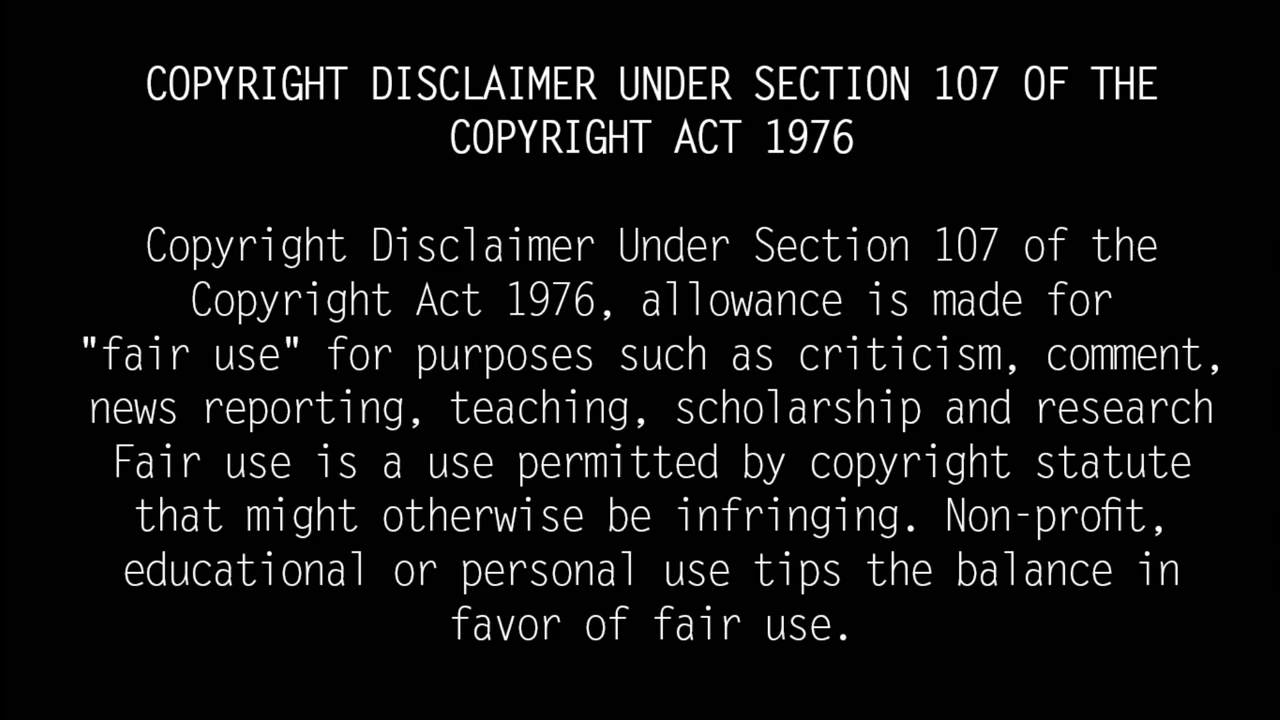 COPYRIGHT DISCLAIMER UNDER SECTION 107 OF THE
COPYRIGHT ACT 1976
Copyright Disclaimer Under Section 107 of the
Copyright Act 1976, allowance is made for
"fair use" for purposes such as criticism, comment,
news reporting, teaching, scholarship and research
Fair use is a use permitted by copyright statute
that might otherwise be infringing. Non-profit,
educational or personal use tips the balance in
favor of fair use.